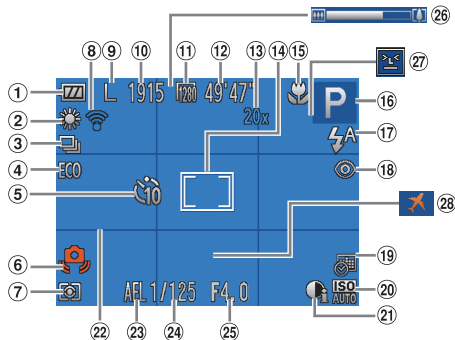 ⑧ ⑨ ⑩ ⑪ ⑫ ⑬ ⑭ ⑮ ㉖
① L 1915 1280 49'47" ㉗
② 20x P ⑯
③ ⚡A ⑰
④ ECO ⑱
⑤ 10 ㉘
⑥ ⑲
⑦ AEL 1/125 F4.0 ISO AUTO ⑳
㉒ ㉓ ㉔ ㉕ ㉑